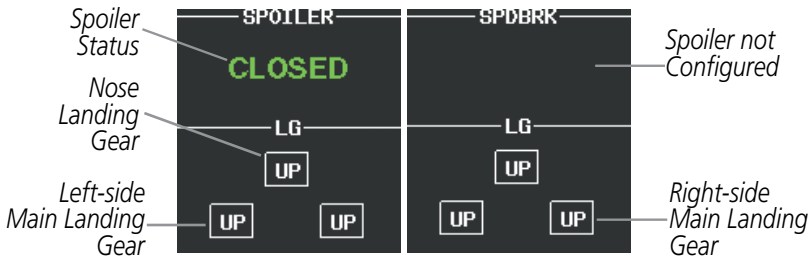 Spoiler
Status
Nose
Landing
Gear
Left-side
Main Landing
Gear
SPOILER
CLOSED
LG
UP
UP UP
SPDBRK
LG
UP
UP UP
Spoiler not
Configured
Right-side
Main Landing
Gear